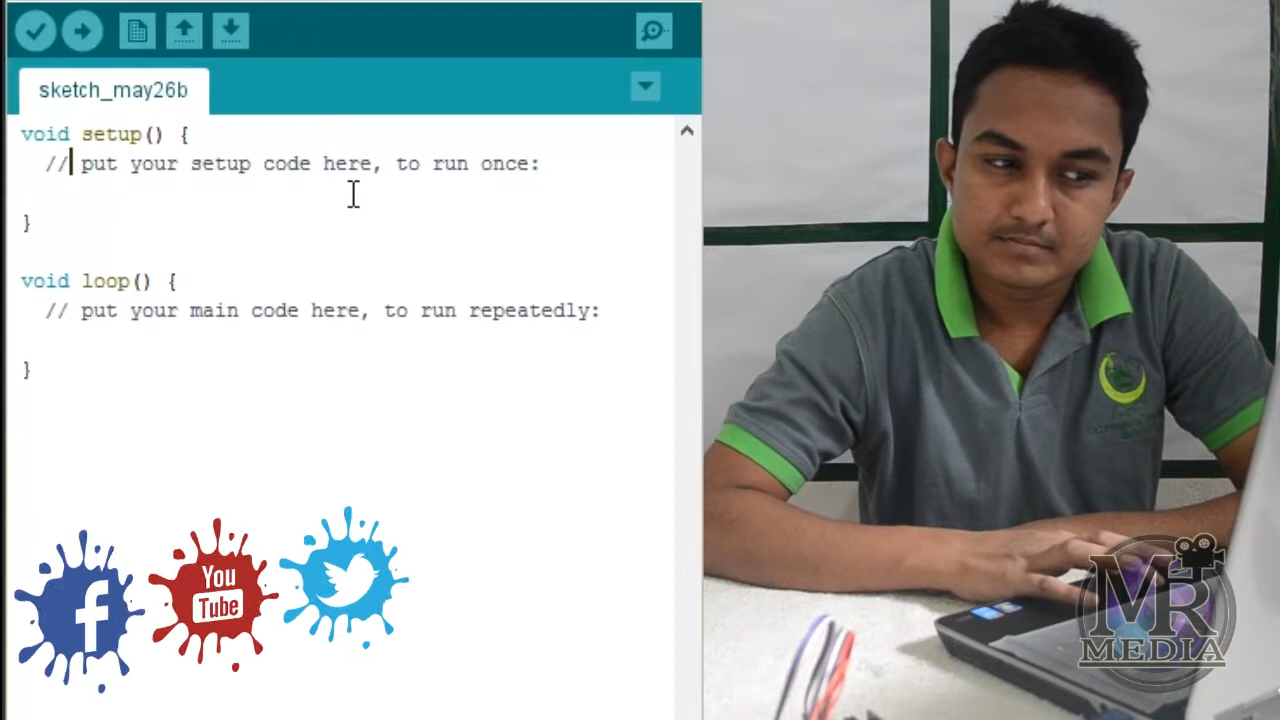 sketch_may26b
void setup() {
// put your setup code here, to run once:
}
void loop() {
// put your main code here, to run repeatedly:
}
f
You
Tube
MR
MEDIA